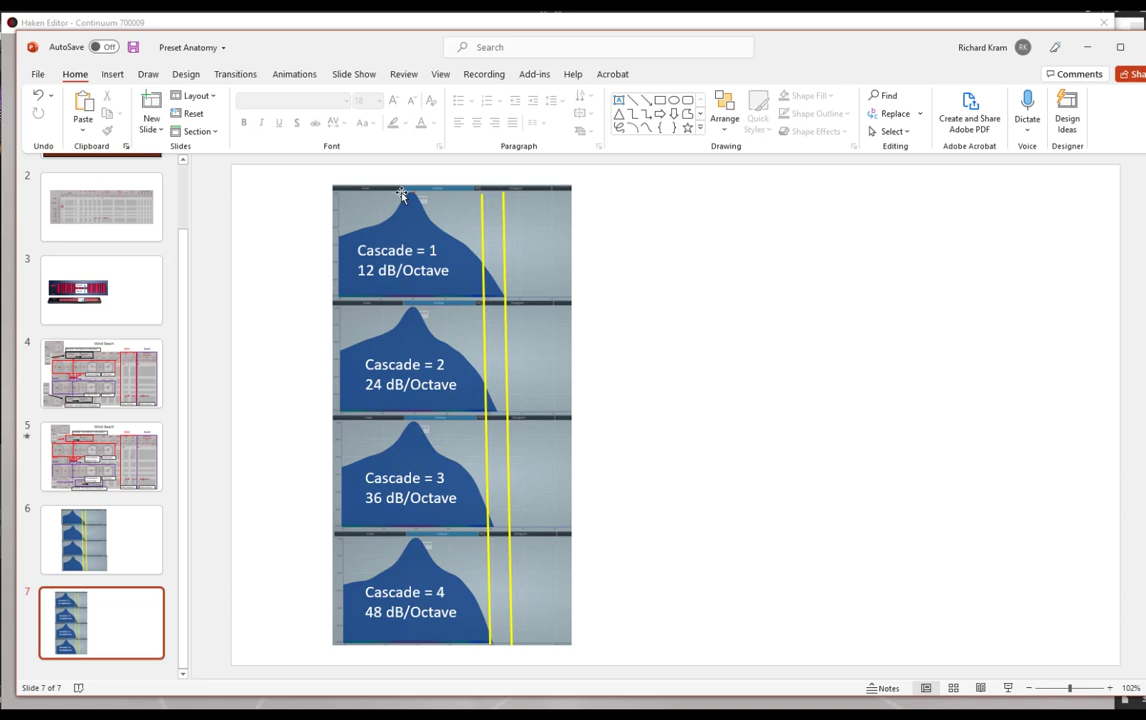 Haken Editor - Continuum 700009
AutoSave Off Preset Anatomy Search Richard Kram RK
File Home Insert Draw Design Transitions Animations Slide Show Review View Recording Add-ins Help Acrobat Comments Sha
Paste New Slide Layout Reset Section 18 Aa Arrange Quick Styles Shape Fill Shape Outline Shape Effects Find Replace Select Create and Share Adobe PDF Dictate Design Ideas
Undo Clipboard Slides Font Paragraph Drawing Editing Adobe Acrobat Voice Designer
2
3
4
5
6
7
Cascade = 1
12 dB/Octave
Cascade = 2
24 dB/Octave
Cascade = 3
36 dB/Octave
Cascade = 4
48 dB/Octave
Slide 7 of 7 Notes 102%